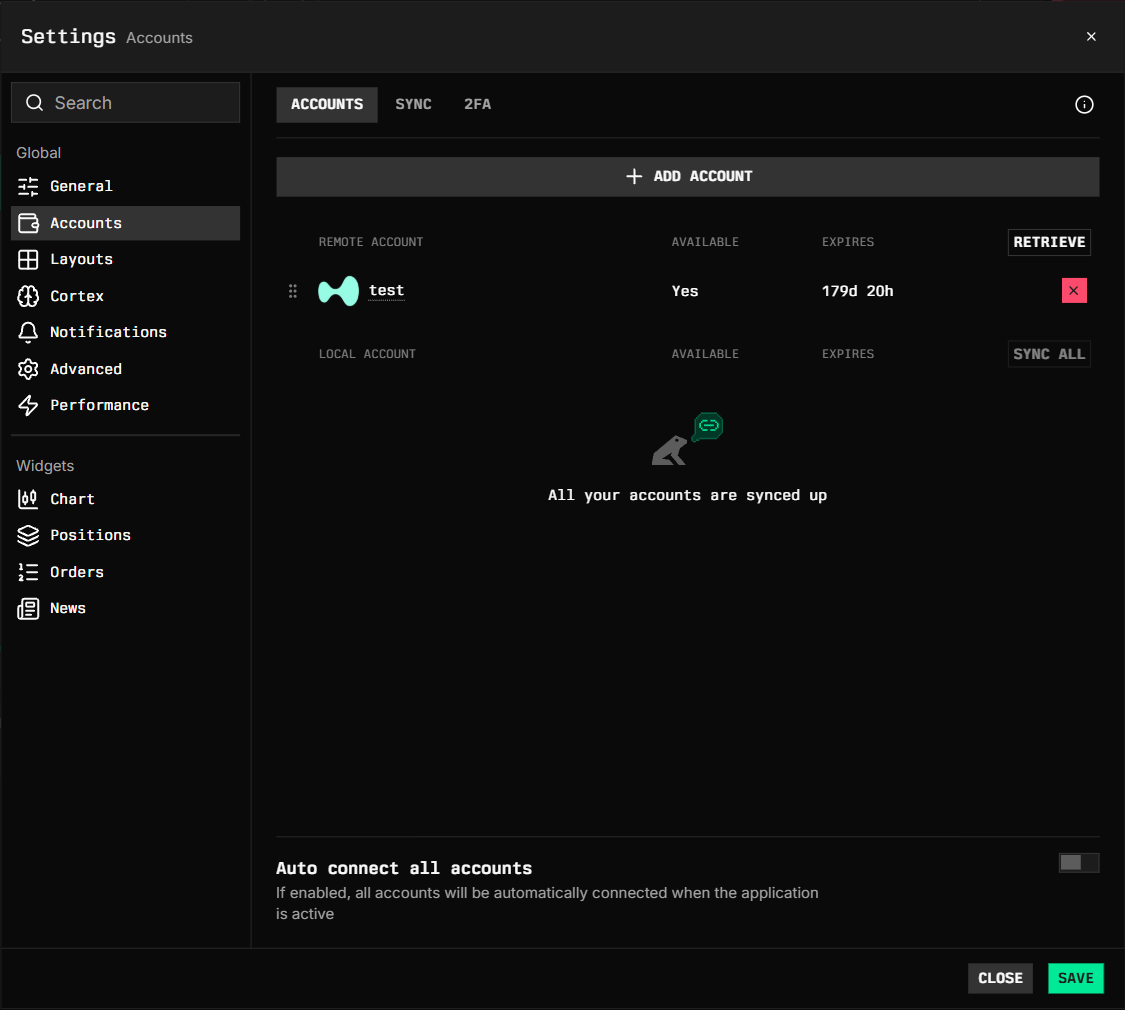 Settings Accounts
Search
Global
General
Accounts
Layouts
Cortex
Notifications
Advanced
Performance
Widgets
Chart
Positions
Orders
News
ACCOUNTS SYNC 2FA
ADD ACCOUNT
REMOTE ACCOUNT AVAILABLE EXPIRES RETRIEVE
test Yes 179d 20h
LOCAL ACCOUNT AVAILABLE EXPIRES SYNC ALL
All your accounts are synced up
Auto connect all accounts
If enabled, all accounts will be automatically connected when the application
is active
CLOSE SAVE